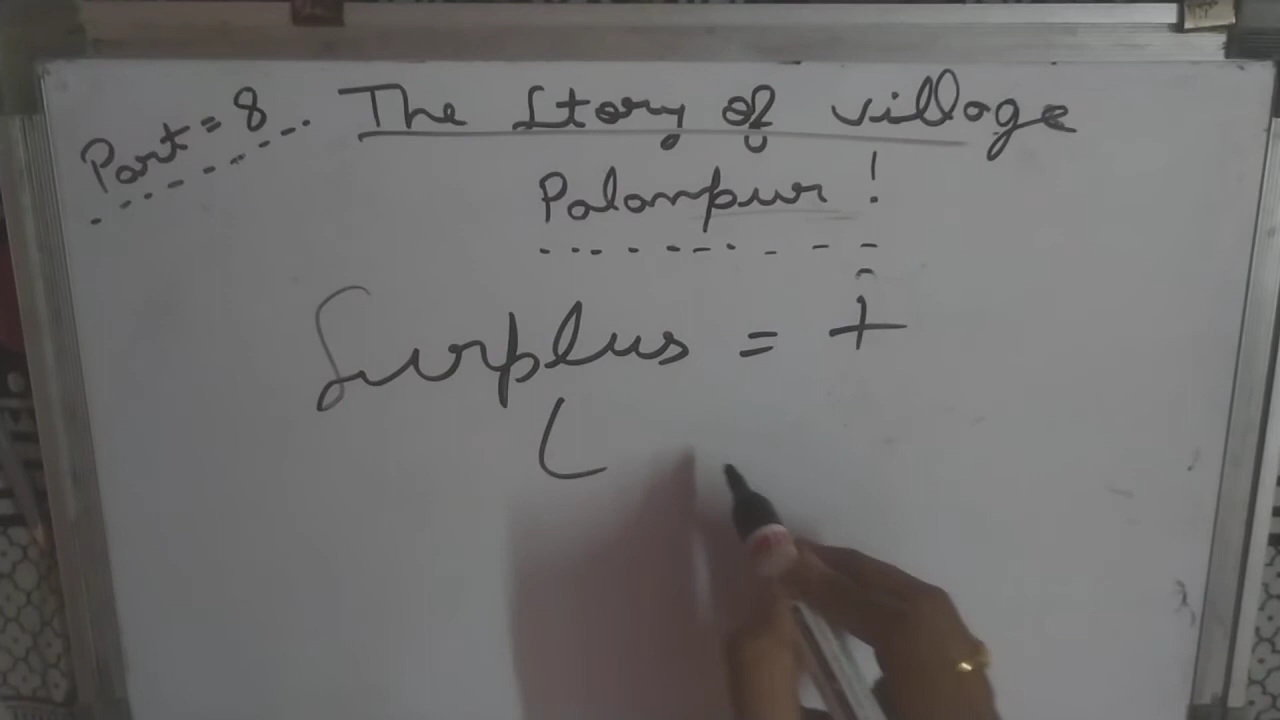 Part = 8
The Story of village
Palampur !
Surplus = +
(